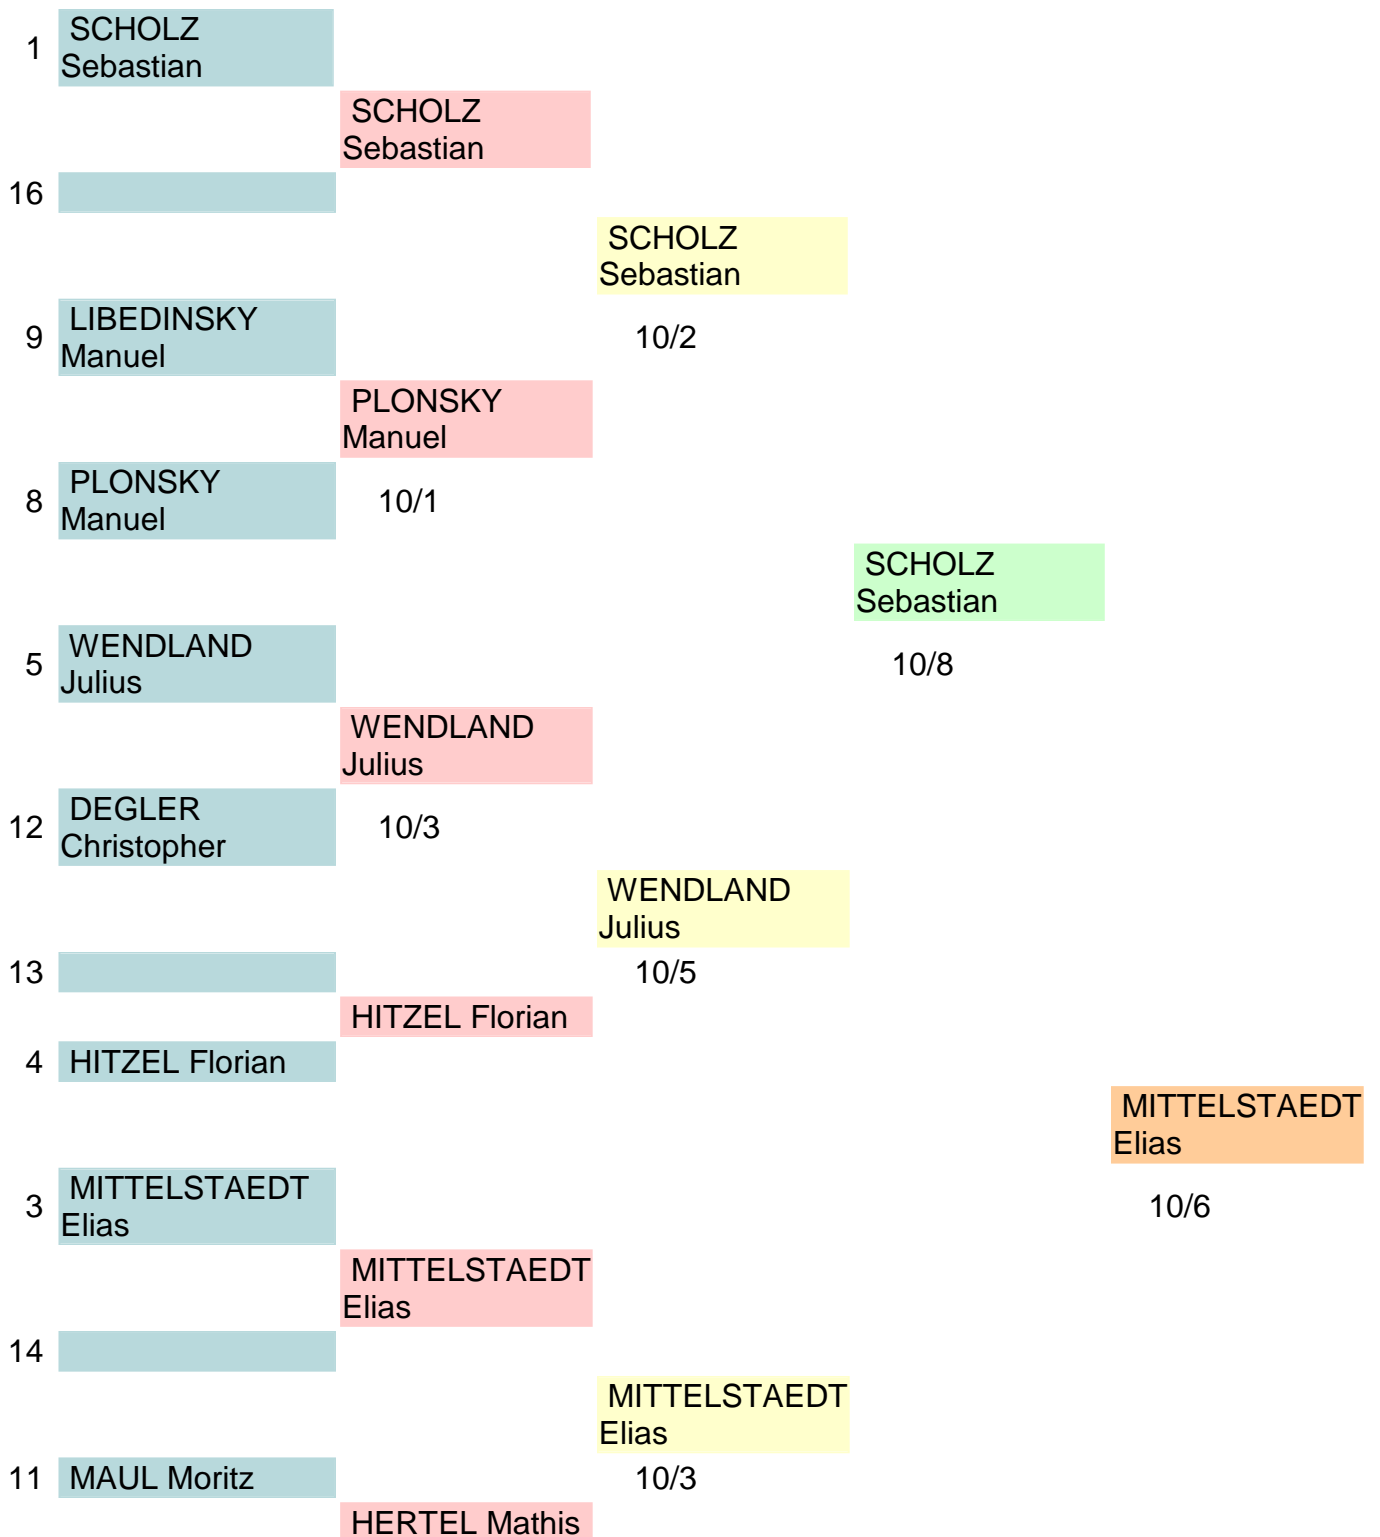 1
SCHOLZ
Sebastian
SCHOLZ
Sebastian
16
SCHOLZ
Sebastian
9
LIBEDINSKY
Manuel
10/2
PLONSKY
Manuel
8
PLONSKY
Manuel
10/1
SCHOLZ
Sebastian
5
WENDLAND
Julius
10/8
WENDLAND
Julius
12
DEGLER
Christopher
10/3
WENDLAND
Julius
13
10/5
HITZEL Florian
4 HITZEL Florian
MITTELSTAEDT
Elias
3
MITTELSTAEDT
Elias
10/6
MITTELSTAEDT
Elias
14
MITTELSTAEDT
Elias
11 MAUL Moritz 10/3
HERTEL Mathis